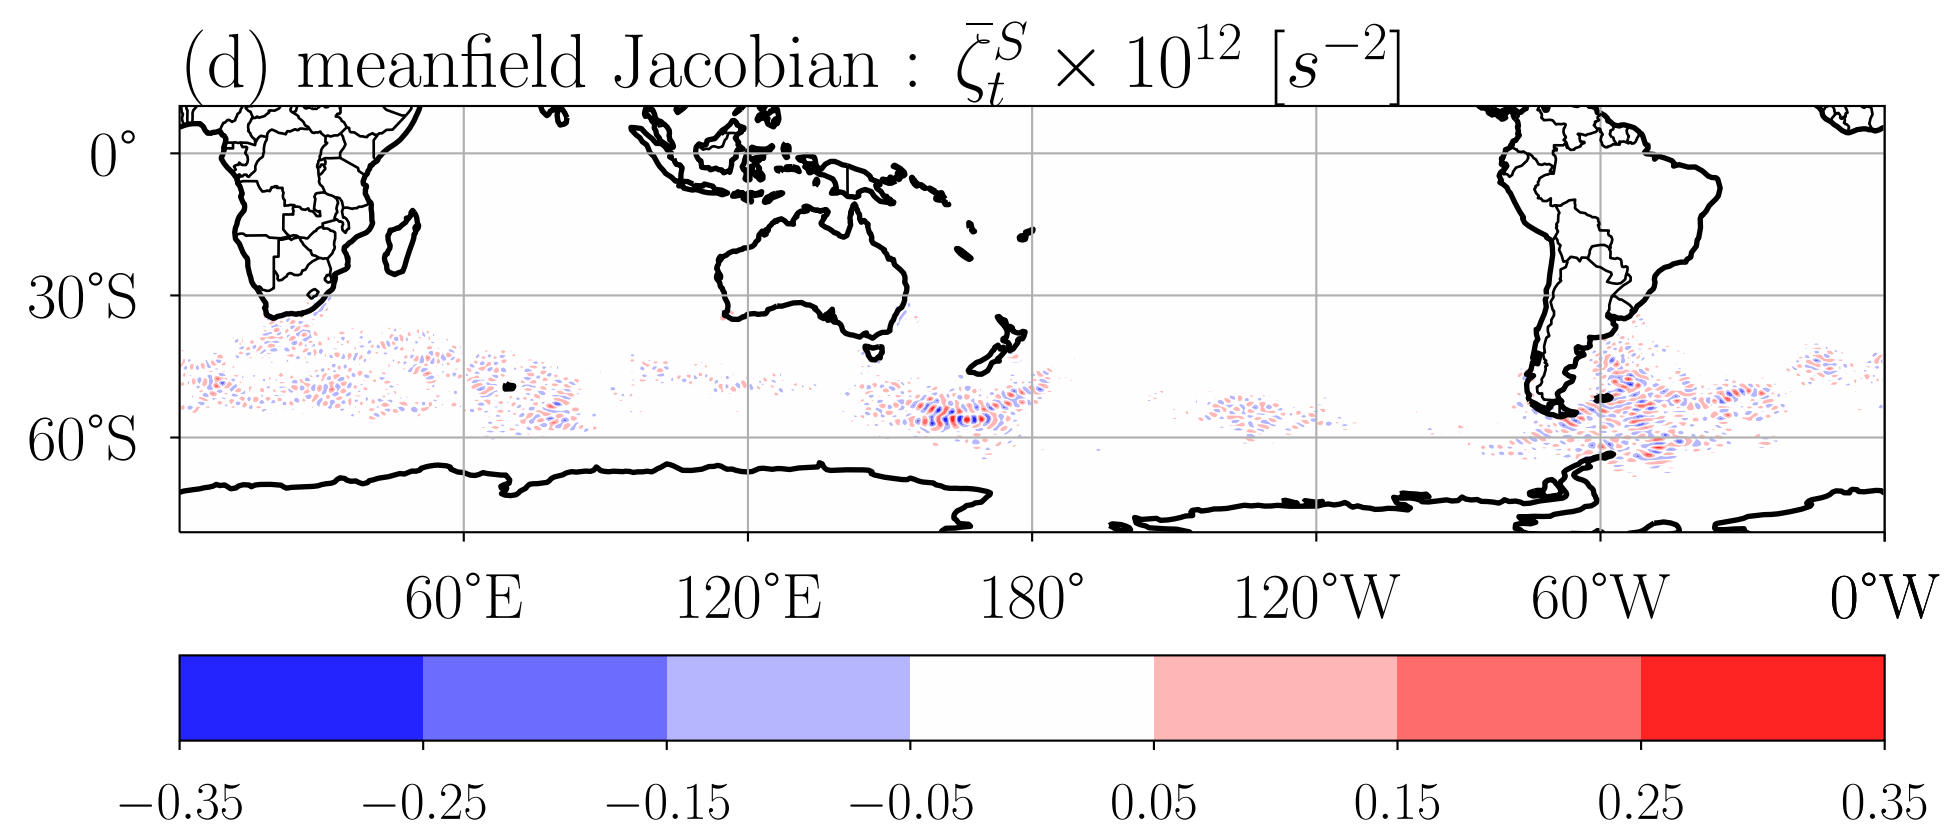 (d) meanfield Jacobian : ζ̄ₜˢ × 10¹² [s⁻²]
0°
30°S
60°S
60°E 120°E 180° 120°W 60°W 0°W
−0.35 −0.25 −0.15 −0.05 0.05 0.15 0.25 0.35